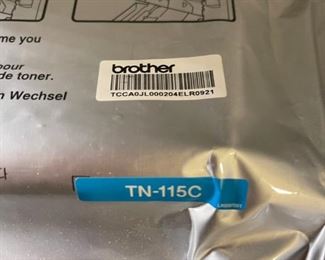 me you
pour
de toner.
n Wechsel
brother
TCCA0JL000204ELR0921
TN-115C